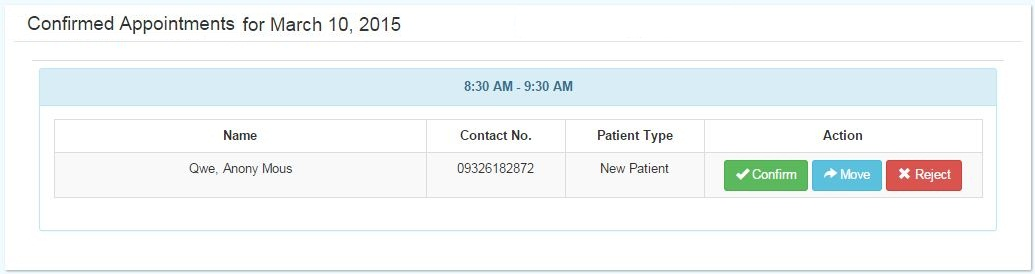 Confirmed Appointments for March 10, 2015
8:30 AM - 9:30 AM
Name Contact No. Patient Type Action
Qwe, Anony Mous 09326182872 New Patient Confirm Move Reject